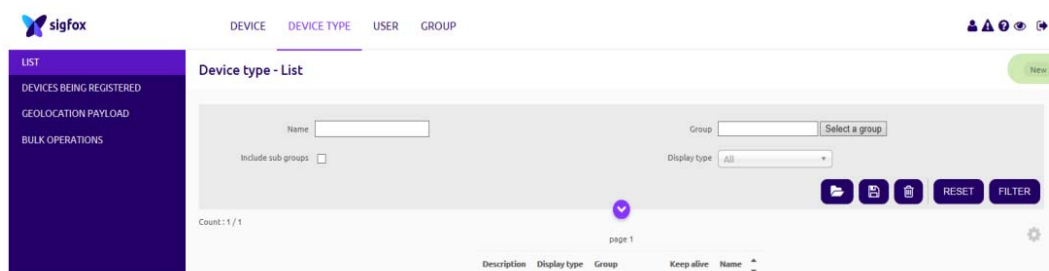 sigfox
DEVICE DEVICE TYPE USER GROUP
LIST
DEVICES BEING REGISTERED
GEOLOCATION PAYLOAD
BULK OPERATIONS
Device type - List
New
Name
Group
Select a group
Include sub groups
Display type
All
RESET
FILTER
Count : 1 / 1
page 1
Description Display type Group Keep alive Name